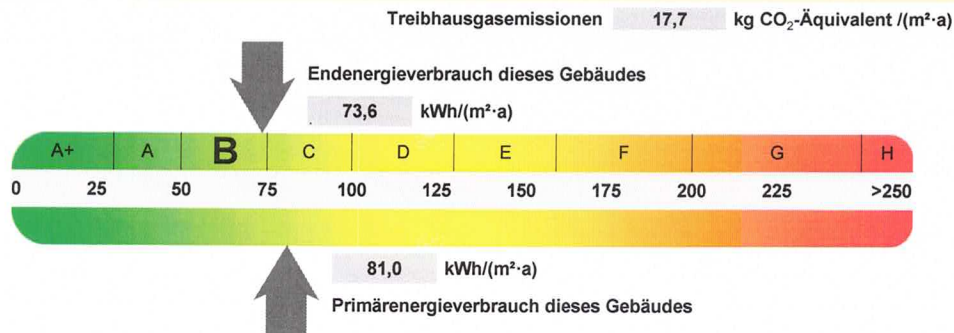 Treibhausgasemissionen 17,7 kg CO₂-Äquivalent /(m²·a)
Endenergieverbrauch dieses Gebäudes
73,6 kWh/(m²·a)
A+ A B C D E F G H
0 25 50 75 100 125 150 175 200 225 >250
81,0 kWh/(m²·a)
Primärenergieverbrauch dieses Gebäudes